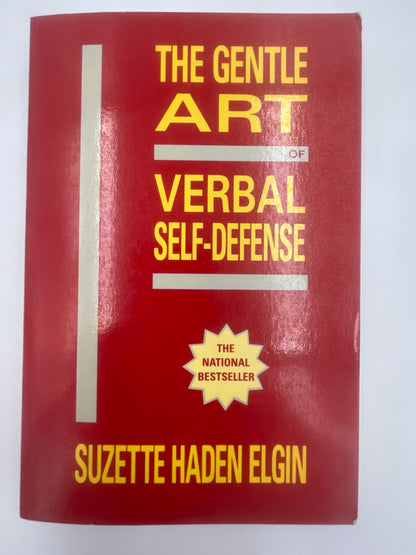 THE GENTLE
ART
OF
VERBAL
SELF-DEFENSE
THE
NATIONAL
BESTSELLER
SUZETTE HADEN ELGIN